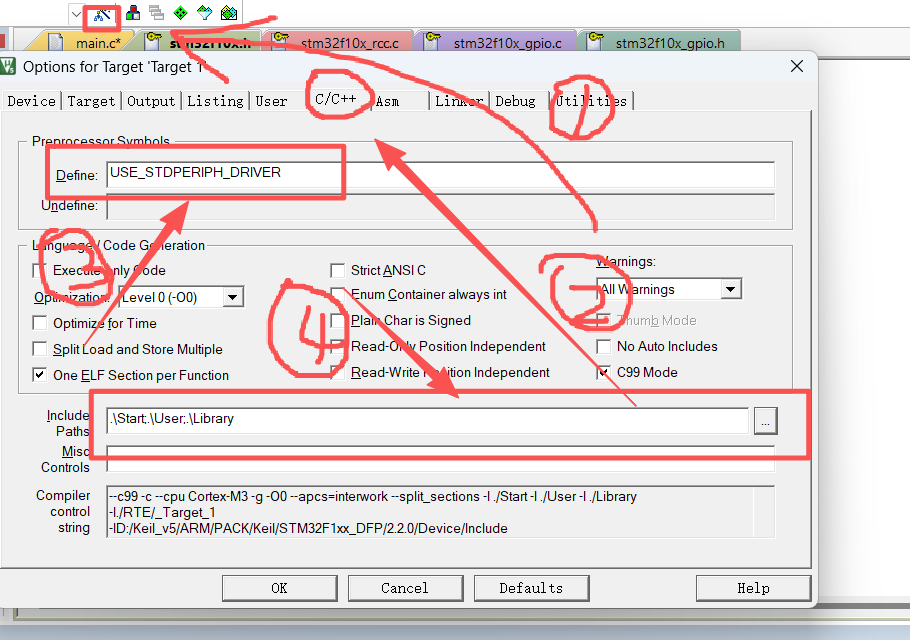 main.c*
stm32f10x.h
stm32f10x_rcc.c
stm32f10x_gpio.c
stm32f10x_gpio.h
Options for Target 'Target 1'
Device Target Output Listing User C/C++ Asm Linker Debug Utilities
①
Preprocessor Symbols
Define: USE_STDPERIPH_DRIVER
Undefine:
Language / Code Generation
Execute-only Code
Strict ANSI C
Warnings:
Optimization: Level 0 (-O0)
Enum Container always int
All Warnings
②
③
④
Optimize for Time
Plain Char is Signed
Thumb Mode
Split Load and Store Multiple
Read-Only Position Independent
No Auto Includes
One ELF Section per Function
Read-Write Position Independent
C99 Mode
Include
Paths
.\Start;.\User;.\Library
...
Misc
Controls
Compiler
control
string
--c99 -c --cpu Cortex-M3 -g -O0 --apcs=interwork --split_sections -I ./Start -I ./User -I ./Library
-I./RTE/_Target_1
-ID:/Keil_v5/ARM/PACK/Keil/STM32F1xx_DFP/2.2.0/Device/Include
OK Cancel Defaults Help